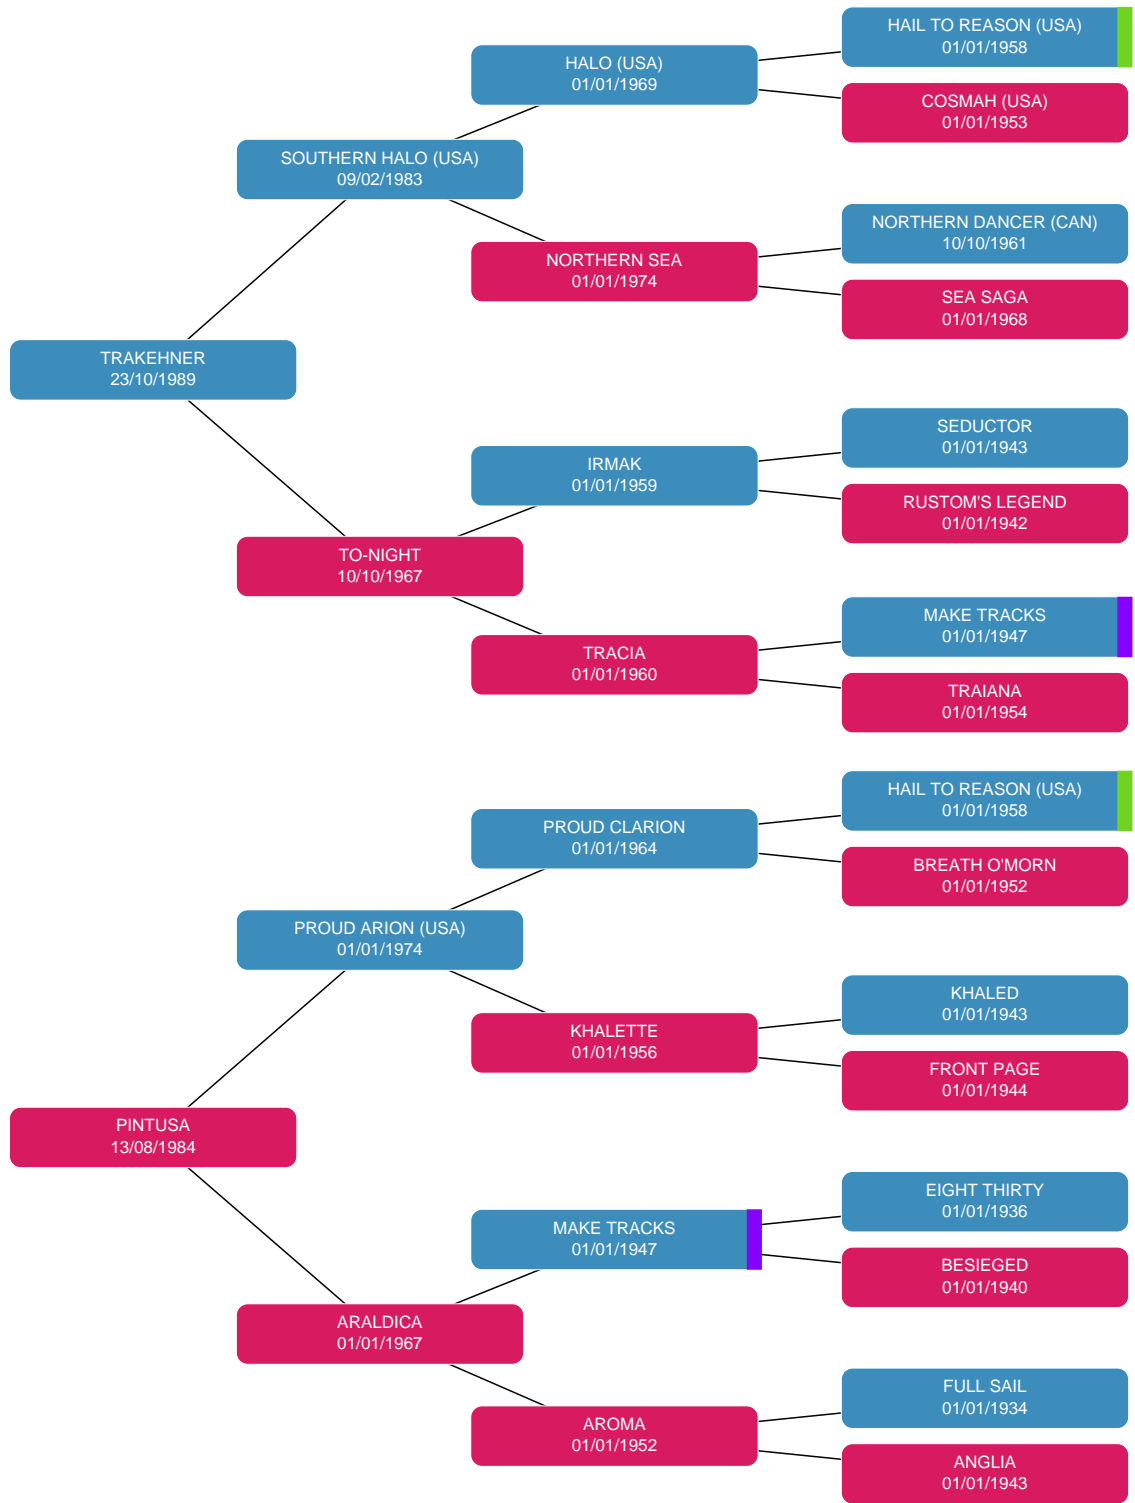 HAIL TO REASON (USA)
01/01/1958
HALO (USA)
01/01/1969
COSMAH (USA)
01/01/1953
SOUTHERN HALO (USA)
09/02/1983
NORTHERN DANCER (CAN)
10/10/1961
NORTHERN SEA
01/01/1974
SEA SAGA
01/01/1968
TRAKEHNER
23/10/1989
SEDUCTOR
01/01/1943
IRMAK
01/01/1959
RUSTOM'S LEGEND
01/01/1942
TO-NIGHT
10/10/1967
MAKE TRACKS
01/01/1947
TRACIA
01/01/1960
TRAIANA
01/01/1954
HAIL TO REASON (USA)
01/01/1958
PROUD CLARION
01/01/1964
BREATH O'MORN
01/01/1952
PROUD ARION (USA)
01/01/1974
KHALED
01/01/1943
KHALETTE
01/01/1956
FRONT PAGE
01/01/1944
PINTUSA
13/08/1984
EIGHT THIRTY
01/01/1936
MAKE TRACKS
01/01/1947
BESIEGED
01/01/1940
ARALDICA
01/01/1967
FULL SAIL
01/01/1934
AROMA
01/01/1952
ANGLIA
01/01/1943